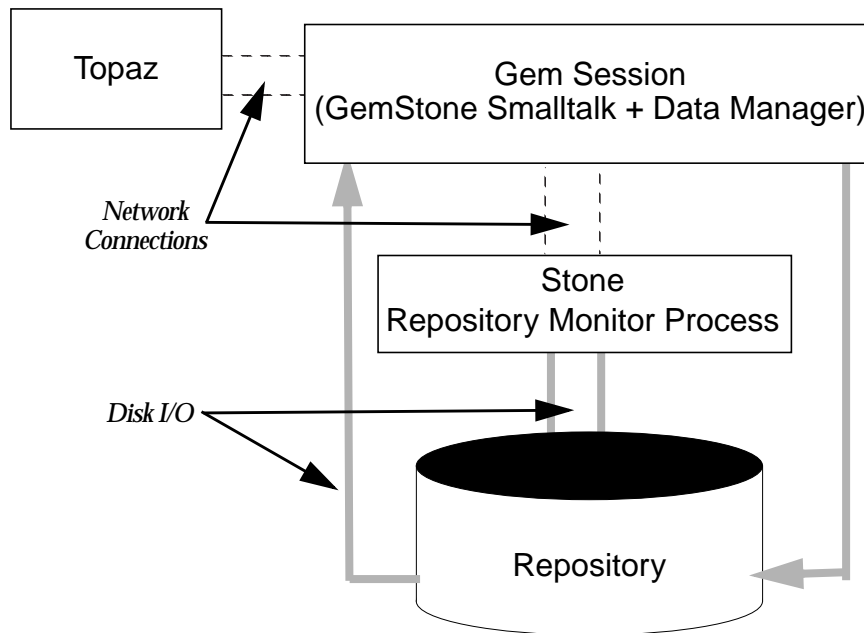 Topaz
Gem Session
(GemStone Smalltalk + Data Manager)
Network
Connections
Stone
Repository Monitor Process
Disk I/O
Repository